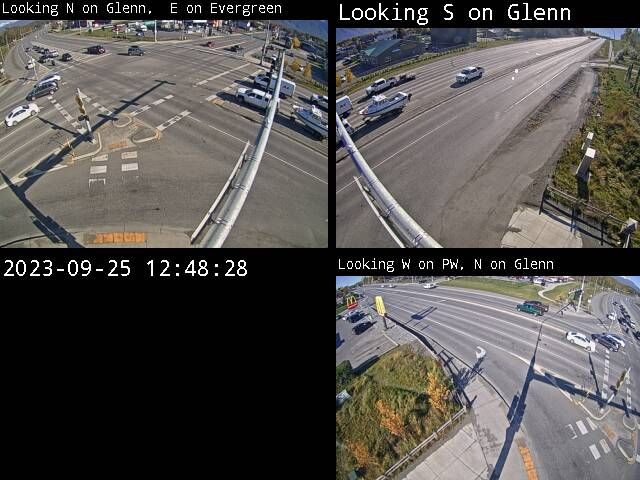 Looking N on Glenn,  E on Evergreen
Looking S on Glenn
2023-09-25 12:48:28
Looking W on PW, N on Glenn